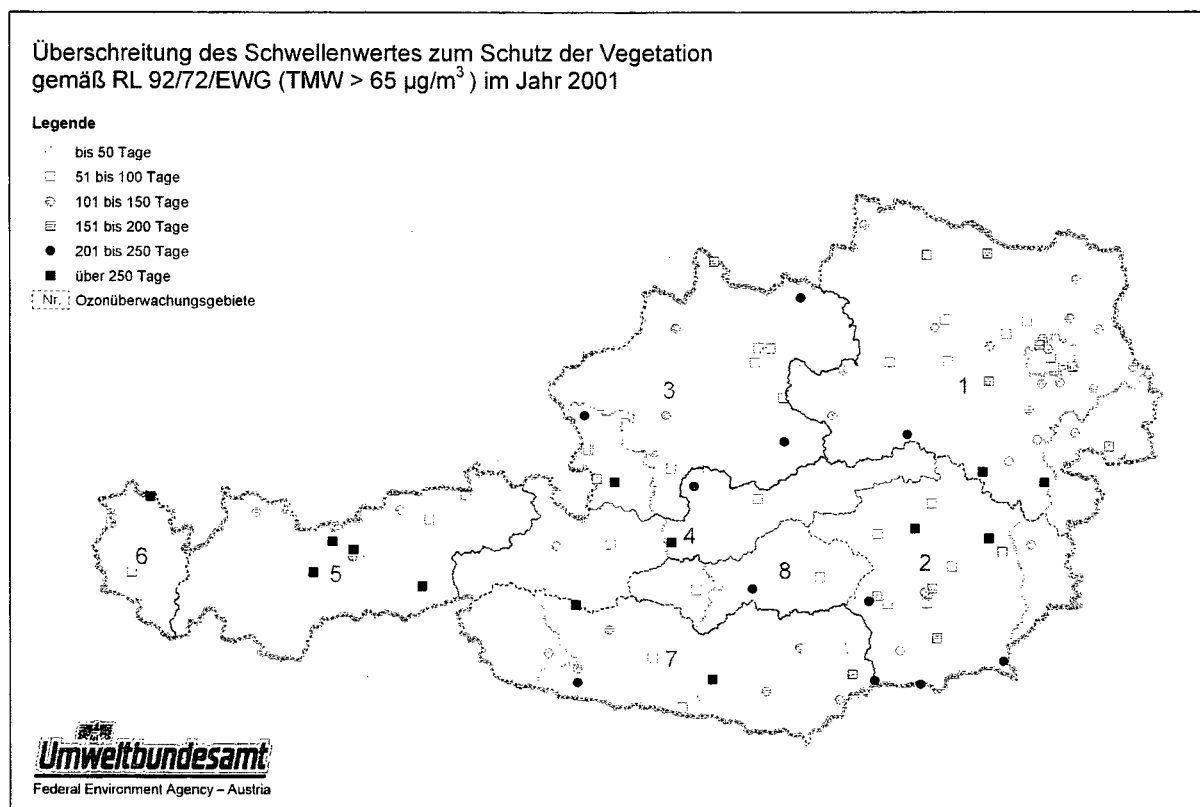 Überschreitung des Schwellenwertes zum Schutz der Vegetation
gemäß RL 92/72/EWG (TMW > 65 µg/m³ ) im Jahr 2001
Legende
bis 50 Tage
51 bis 100 Tage
101 bis 150 Tage
151 bis 200 Tage
201 bis 250 Tage
über 250 Tage
Nr. Ozonüberwachungsgebiete
3
1
4
6
5
8
2
7
Umweltbundesamt
Federal Environment Agency – Austria